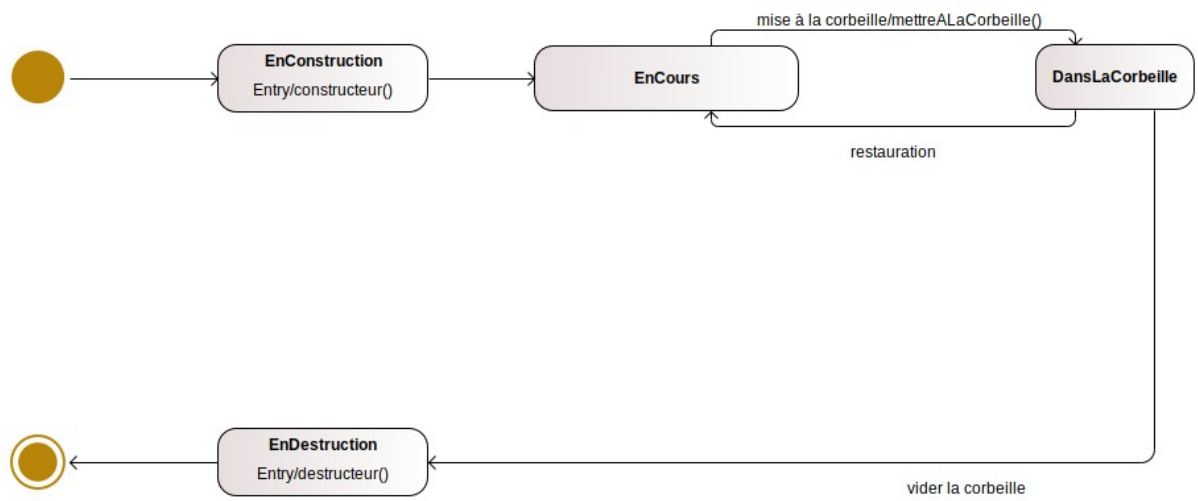 mise à la corbeille/mettreALaCorbeille()
EnConstruction
Entry/constructeur()
EnCours
DansLaCorbeille
restauration
EnDestruction
Entry/destructeur()
vider la corbeille